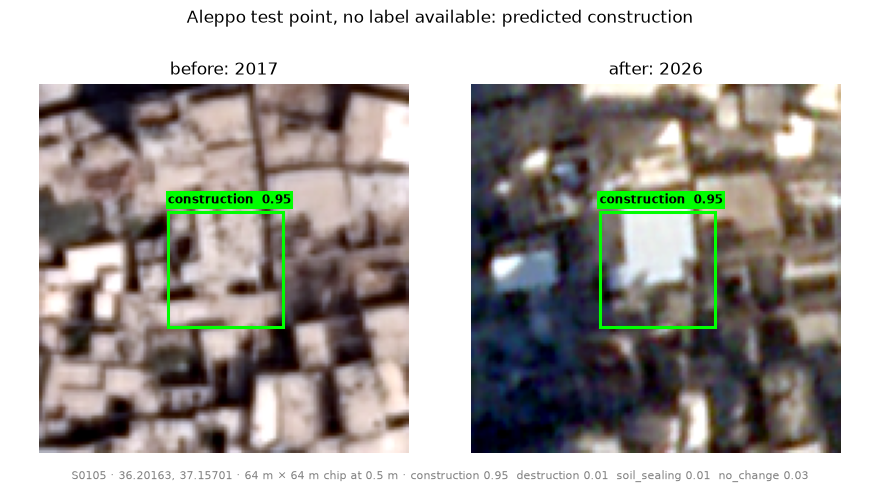 Aleppo test point, no label available: predicted construction
before: 2017
after: 2026
construction 0.95
construction 0.95
S0105 · 36.20163, 37.15701 · 64 m × 64 m chip at 0.5 m · construction 0.95 destruction 0.01 soil_sealing 0.01 no_change 0.03